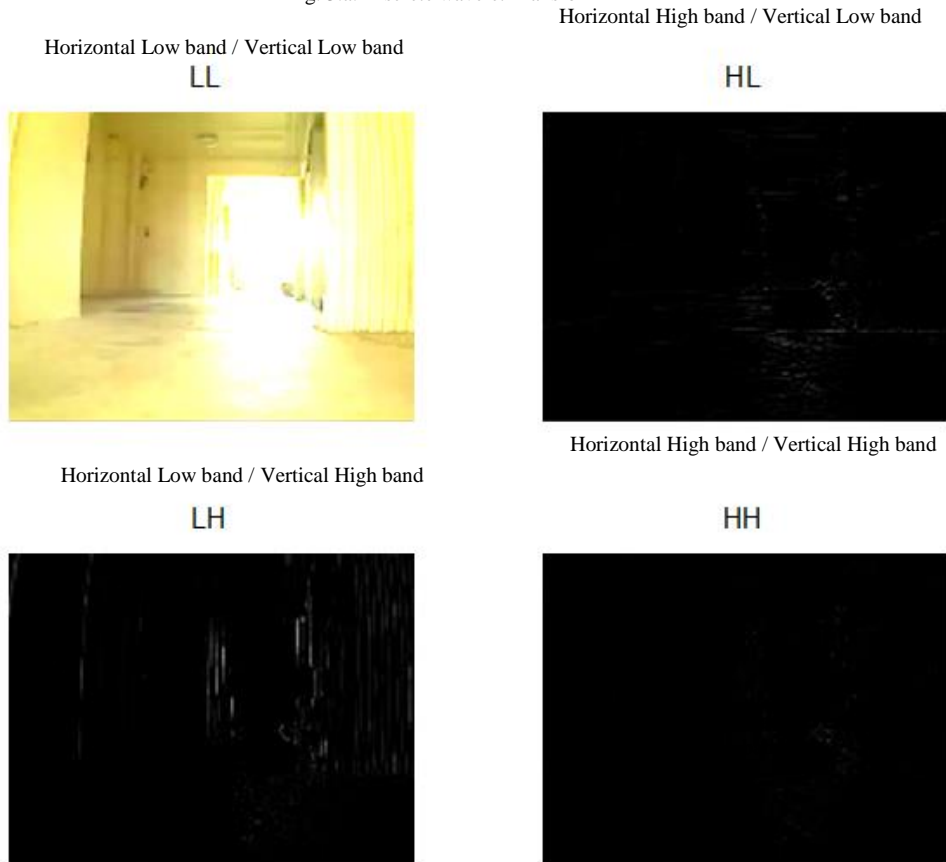 Horizontal High band / Vertical Low band
Horizontal Low band / Vertical Low band
LL
HL
Horizontal High band / Vertical High band
Horizontal Low band / Vertical High band
LH
HH